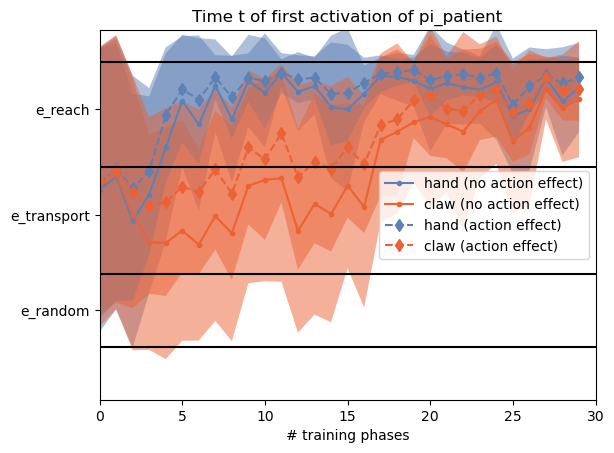 Time t of first activation of pi_patient
e_reach
e_transport
e_random
hand (no action effect)
claw (no action effect)
hand (action effect)
claw (action effect)
0 5 10 15 20 25 30
# training phases